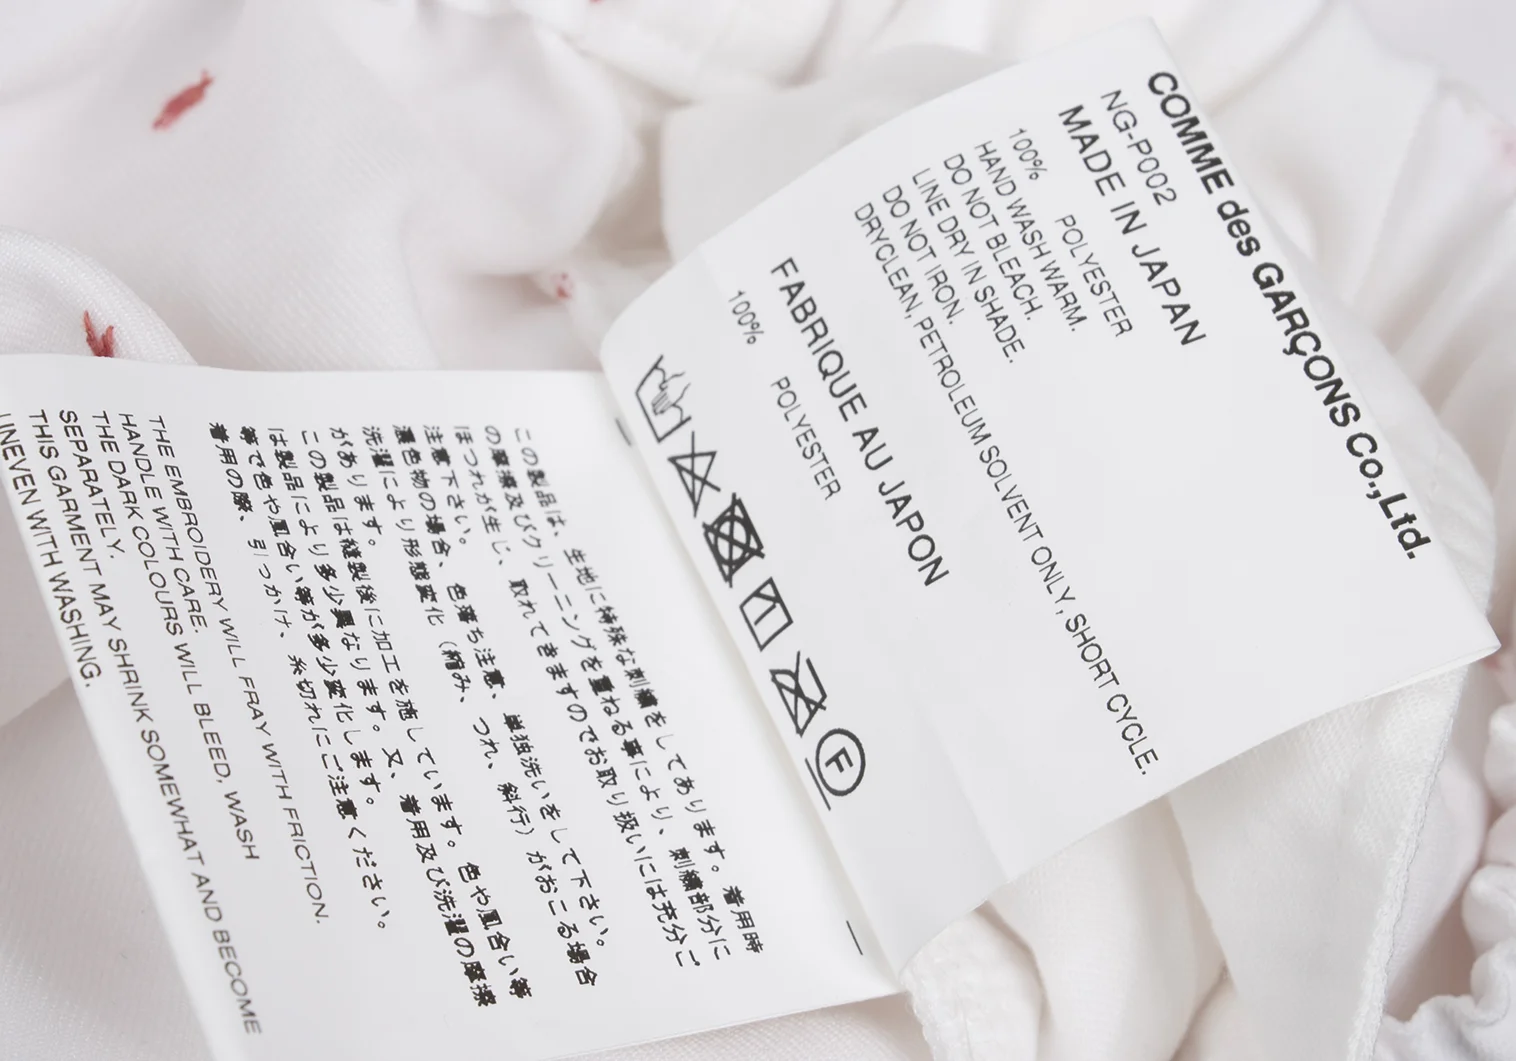 COMME des GARÇONS Co.,Ltd.
NG-P002
MADE IN JAPAN
100% POLYESTER
HAND WASH WARM.
DO NOT BLEACH.
LINE DRY IN SHADE.
DO NOT IRON.
DRYCLEAN, PETROLEUM SOLVENT ONLY, SHORT CYCLE.
FABRIQUE AU JAPON
100% POLYESTER
F
この製品は、生地に特殊な刺繍をしてあります。着用時
の摩擦及びクリーニングを重ねる事により、刺繍部分に
ほつれが生じ、取れてきますのでお取り扱いには充分ご
注意下さい。
濃色物の場合、色落ち注意、単独洗いをして下さい。
洗濯により形態変化（縮み、つれ、斜行）がおこる場合
があります。
この製品は縫製後に加工を施しています。色や風合い等
は製品により多少異なります。又、着用及び洗濯の摩擦
等で色や風合い等が多少変化します。
着用の際、引っかけ、糸切れにご注意ください。
THE EMBROIDERY WILL FRAY WITH FRICTION.
HANDLE WITH CARE.
THE DARK COLOURS WILL BLEED, WASH
SEPARATELY.
THIS GARMENT MAY SHRINK SOMEWHAT AND BECOME
UNEVEN WITH WASHING.